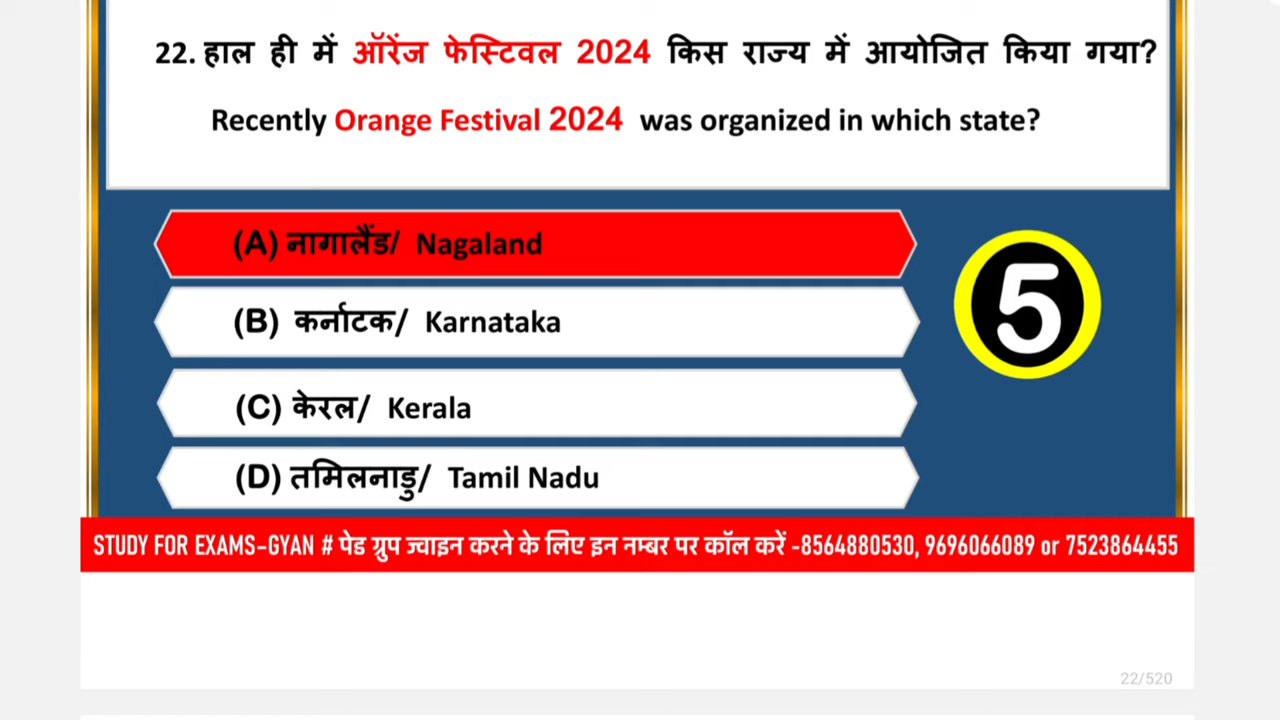 22. हाल ही में ऑरेंज फेस्टिवल 2024 किस राज्य में आयोजित किया गया?
Recently Orange Festival 2024 was organized in which state?
(A) नागालैंड/ Nagaland
(B) कर्नाटक/ Karnataka
(C) केरल/ Kerala
(D) तमिलनाडु/ Tamil Nadu
5
STUDY FOR EXAMS-GYAN # पेड ग्रुप ज्वाइन करने के लिए इन नम्बर पर कॉल करें -8564880530, 9696066089 or 7523864455
22/520